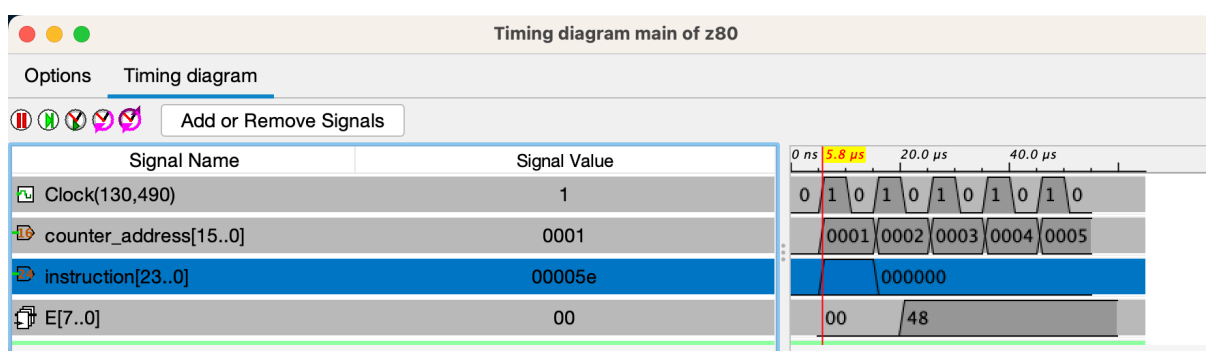 Timing diagram main of z80
Options Timing diagram
Add or Remove Signals
Signal Name Signal Value 0 ns 5.8 µs 20.0 µs 40.0 µs
Clock(130,490) 1 0 1 0 1 0 1 0 1 0 1 0
16 counter_address[15..0] 0001 0001 0002 0003 0004 0005
24 instruction[23..0] 00005e 000000
E[7..0] 00 00 48